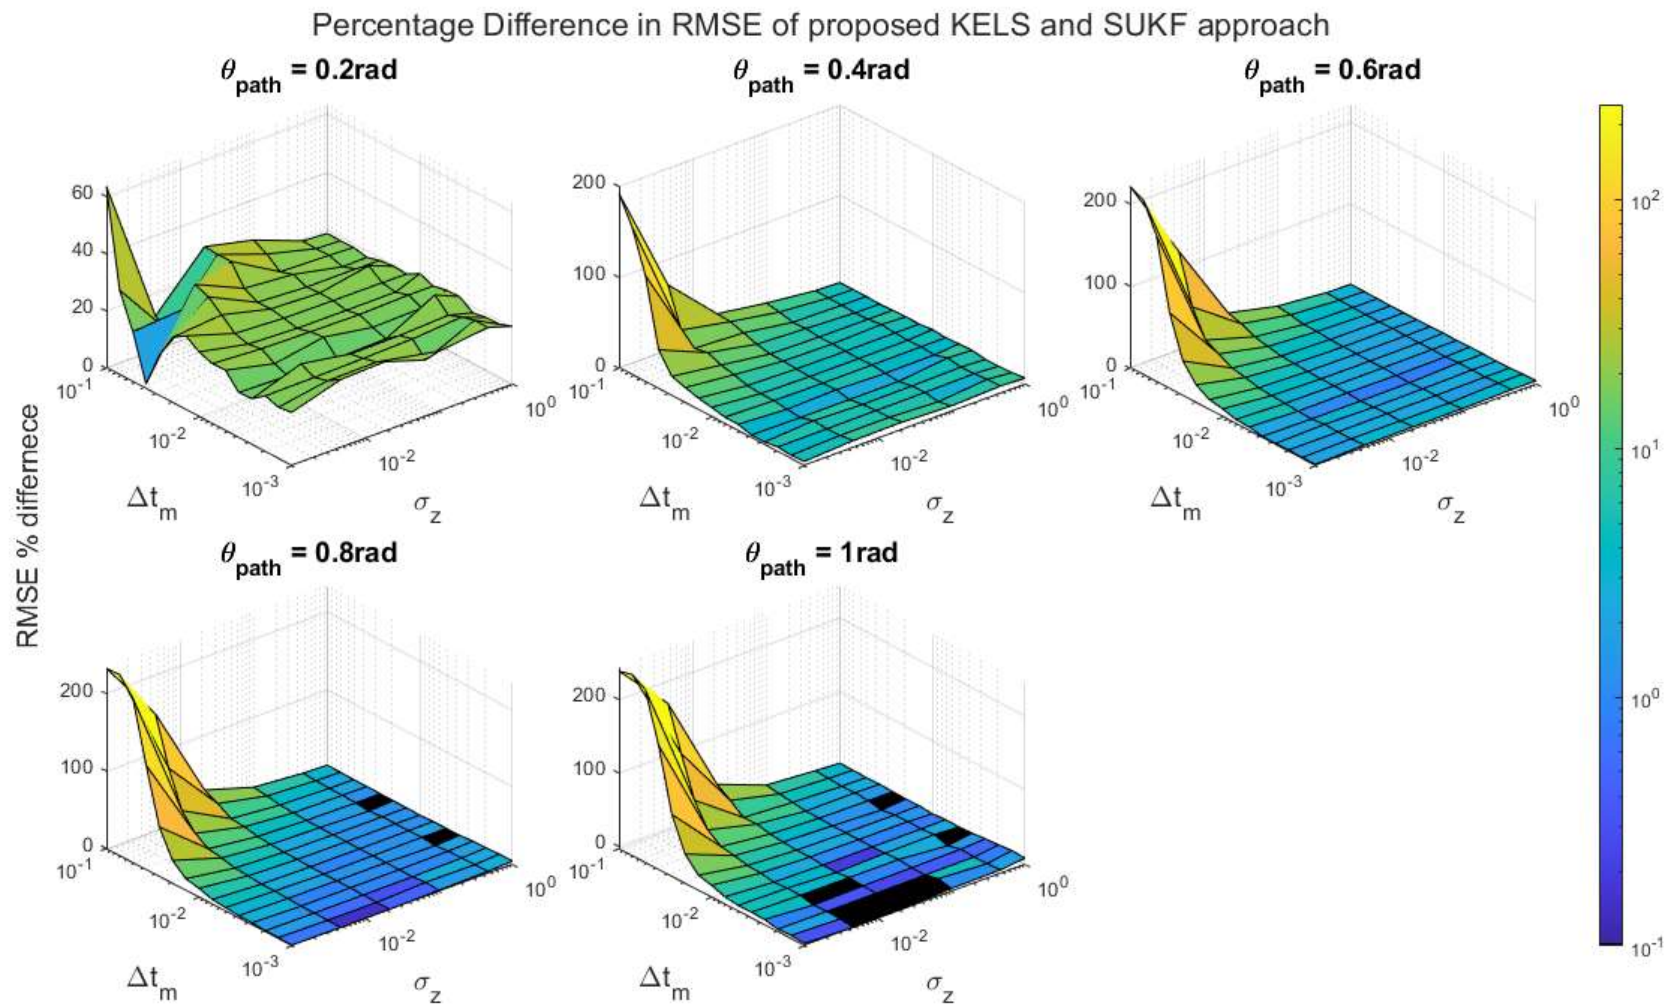 Percentage Difference in RMSE of proposed KELS and SUKF approach
θpath = 0.2rad
θpath = 0.4rad
θpath = 0.6rad
60
40
20
0
10-1
10-2
10-3
Δtm
10-2
100
σz
200
100
0
10-1
10-2
10-3
Δtm
10-2
100
σz
200
100
0
10-1
10-2
10-3
Δtm
10-2
100
σz
RMSE % differnece
θpath = 0.8rad
θpath = 1rad
200
100
0
10-1
10-2
10-3
Δtm
10-2
100
σz
200
100
0
10-1
10-2
10-3
Δtm
10-2
100
σz
102
101
100
10-1